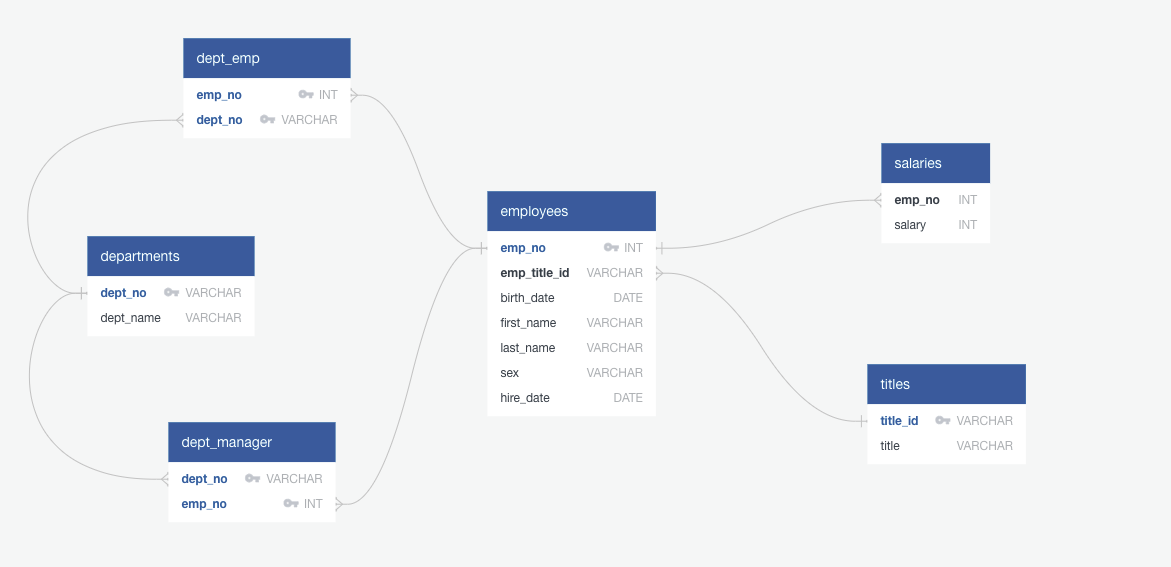 dept_emp
emp_no INT
dept_no VARCHAR
departments
dept_no VARCHAR
dept_name VARCHAR
dept_manager
dept_no VARCHAR
emp_no INT
employees
emp_no INT
emp_title_id VARCHAR
birth_date DATE
first_name VARCHAR
last_name VARCHAR
sex VARCHAR
hire_date DATE
salaries
emp_no INT
salary INT
titles
title_id VARCHAR
title VARCHAR